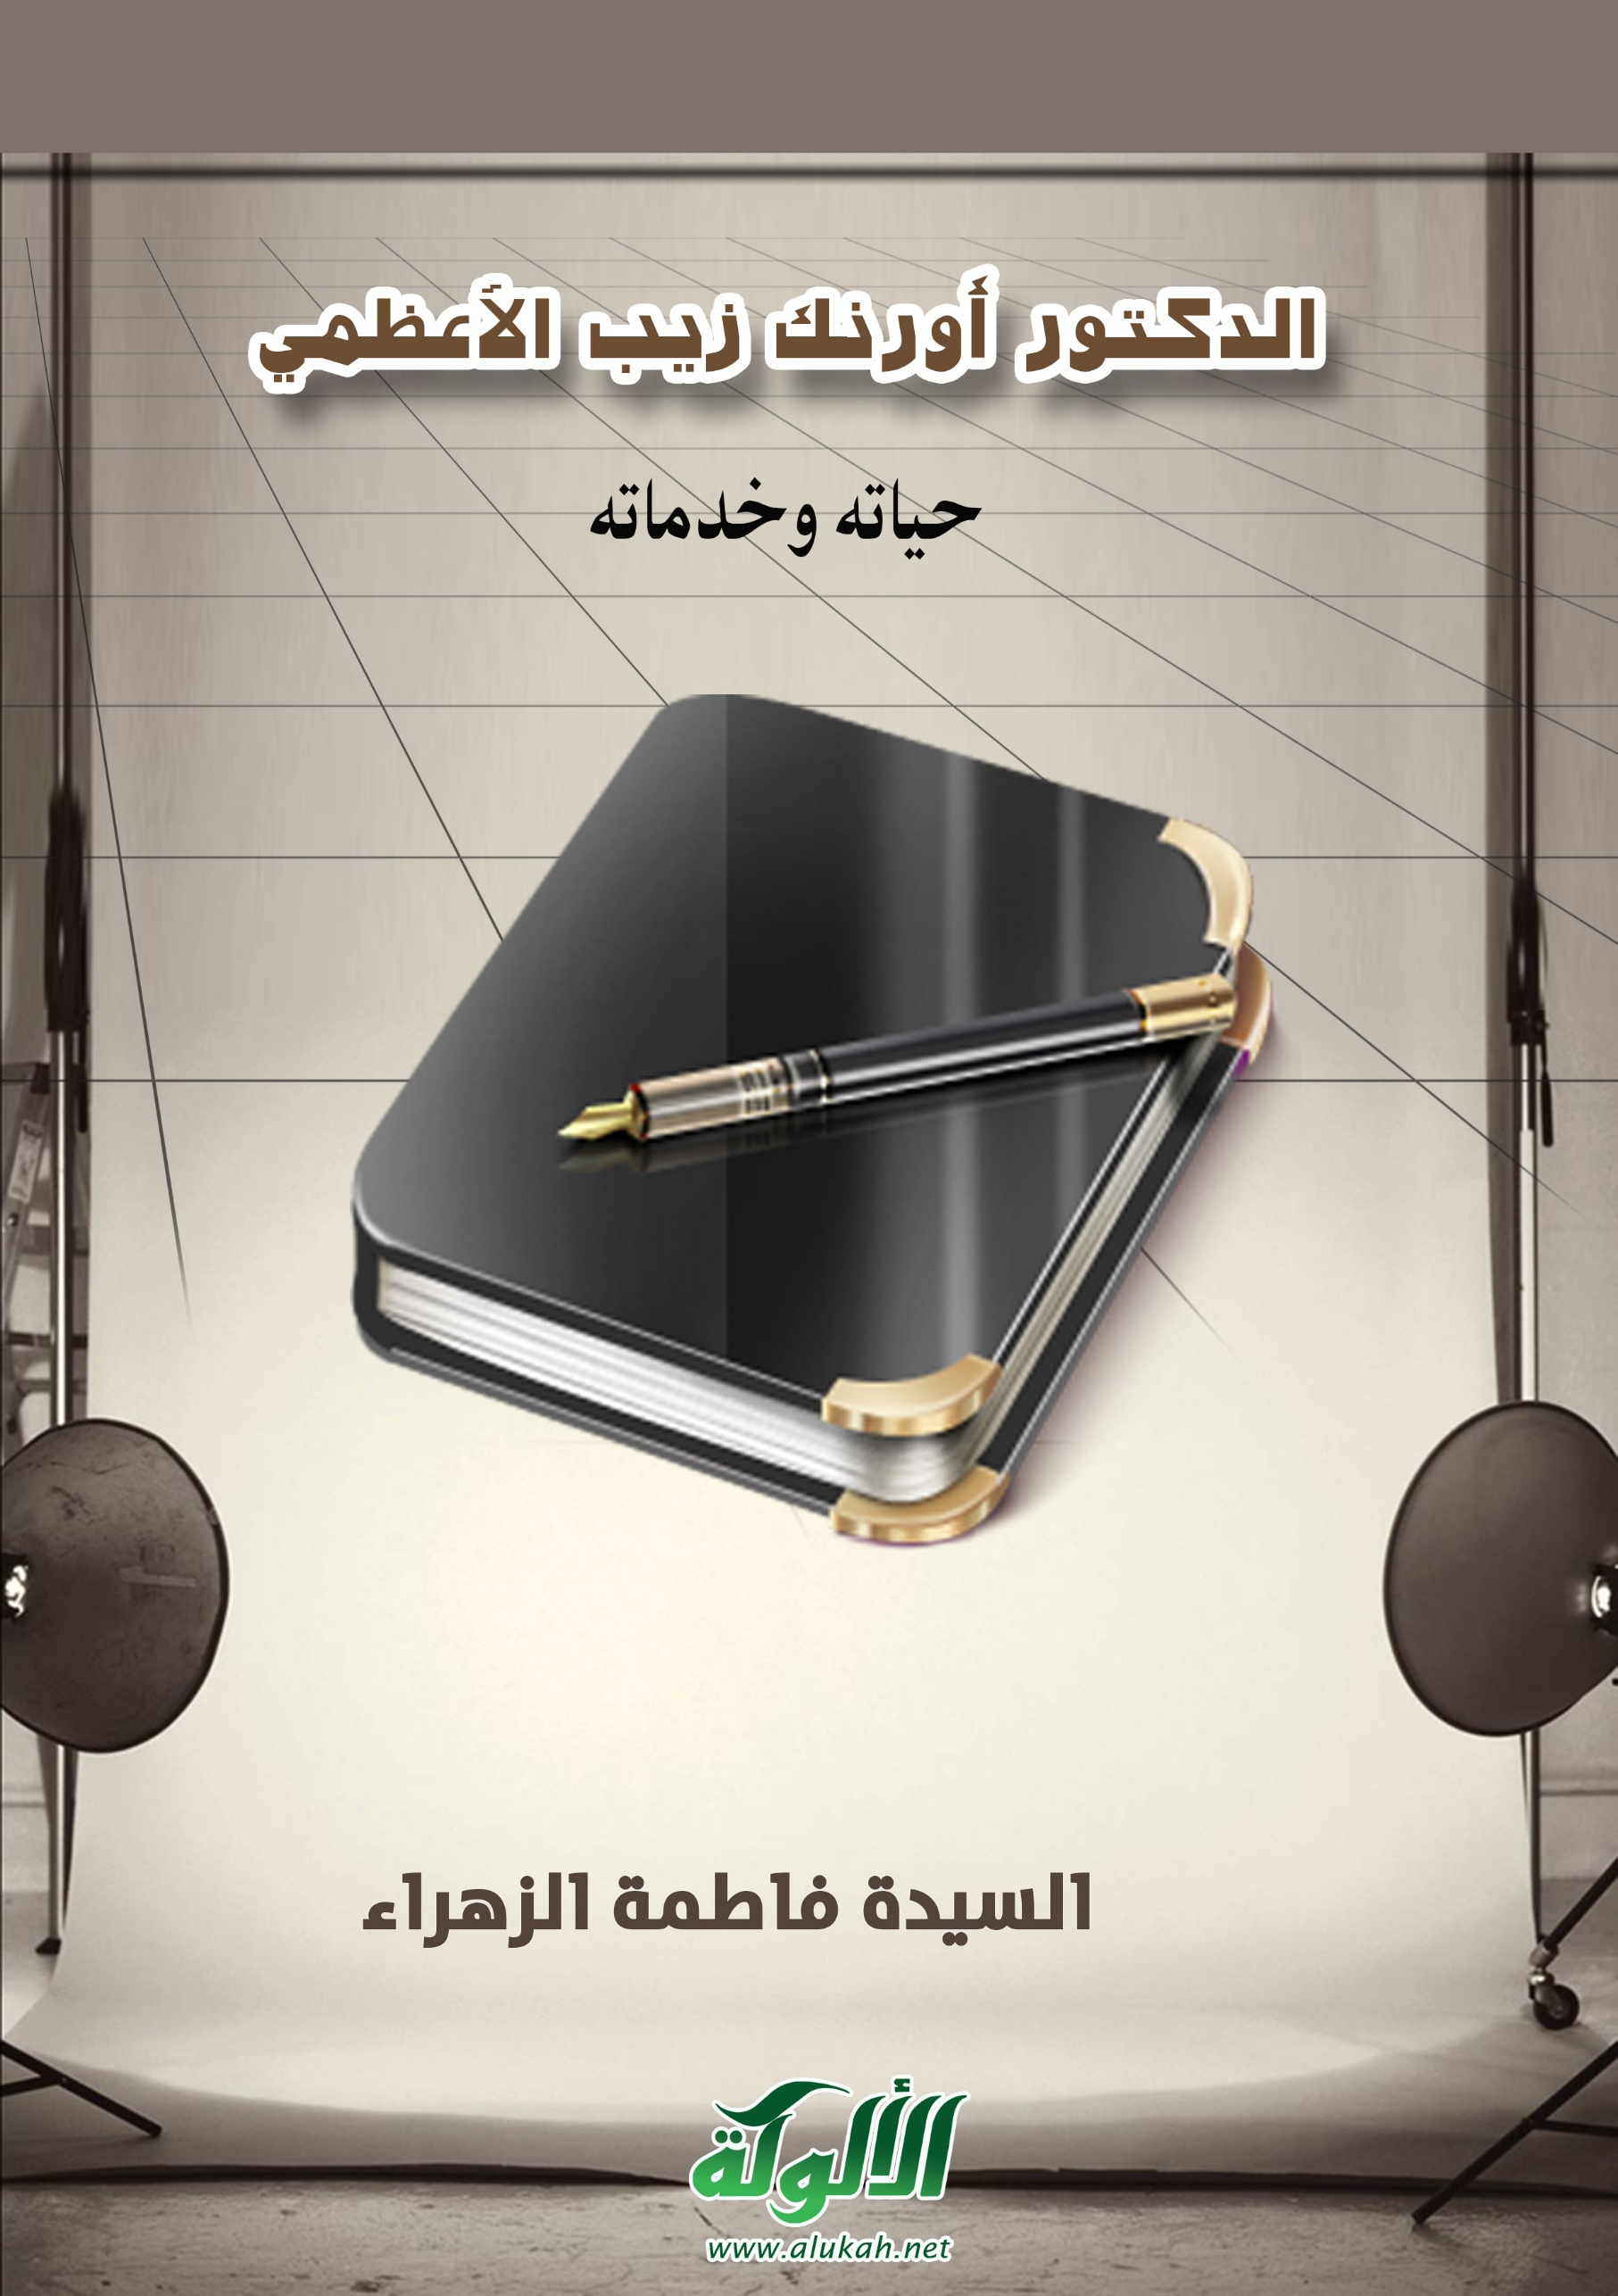 الدكتور أورنك زيب الأعظمي
حياته وخدماته
السيدة فاطمة الزهراء
الألوكة
www.alukah.net